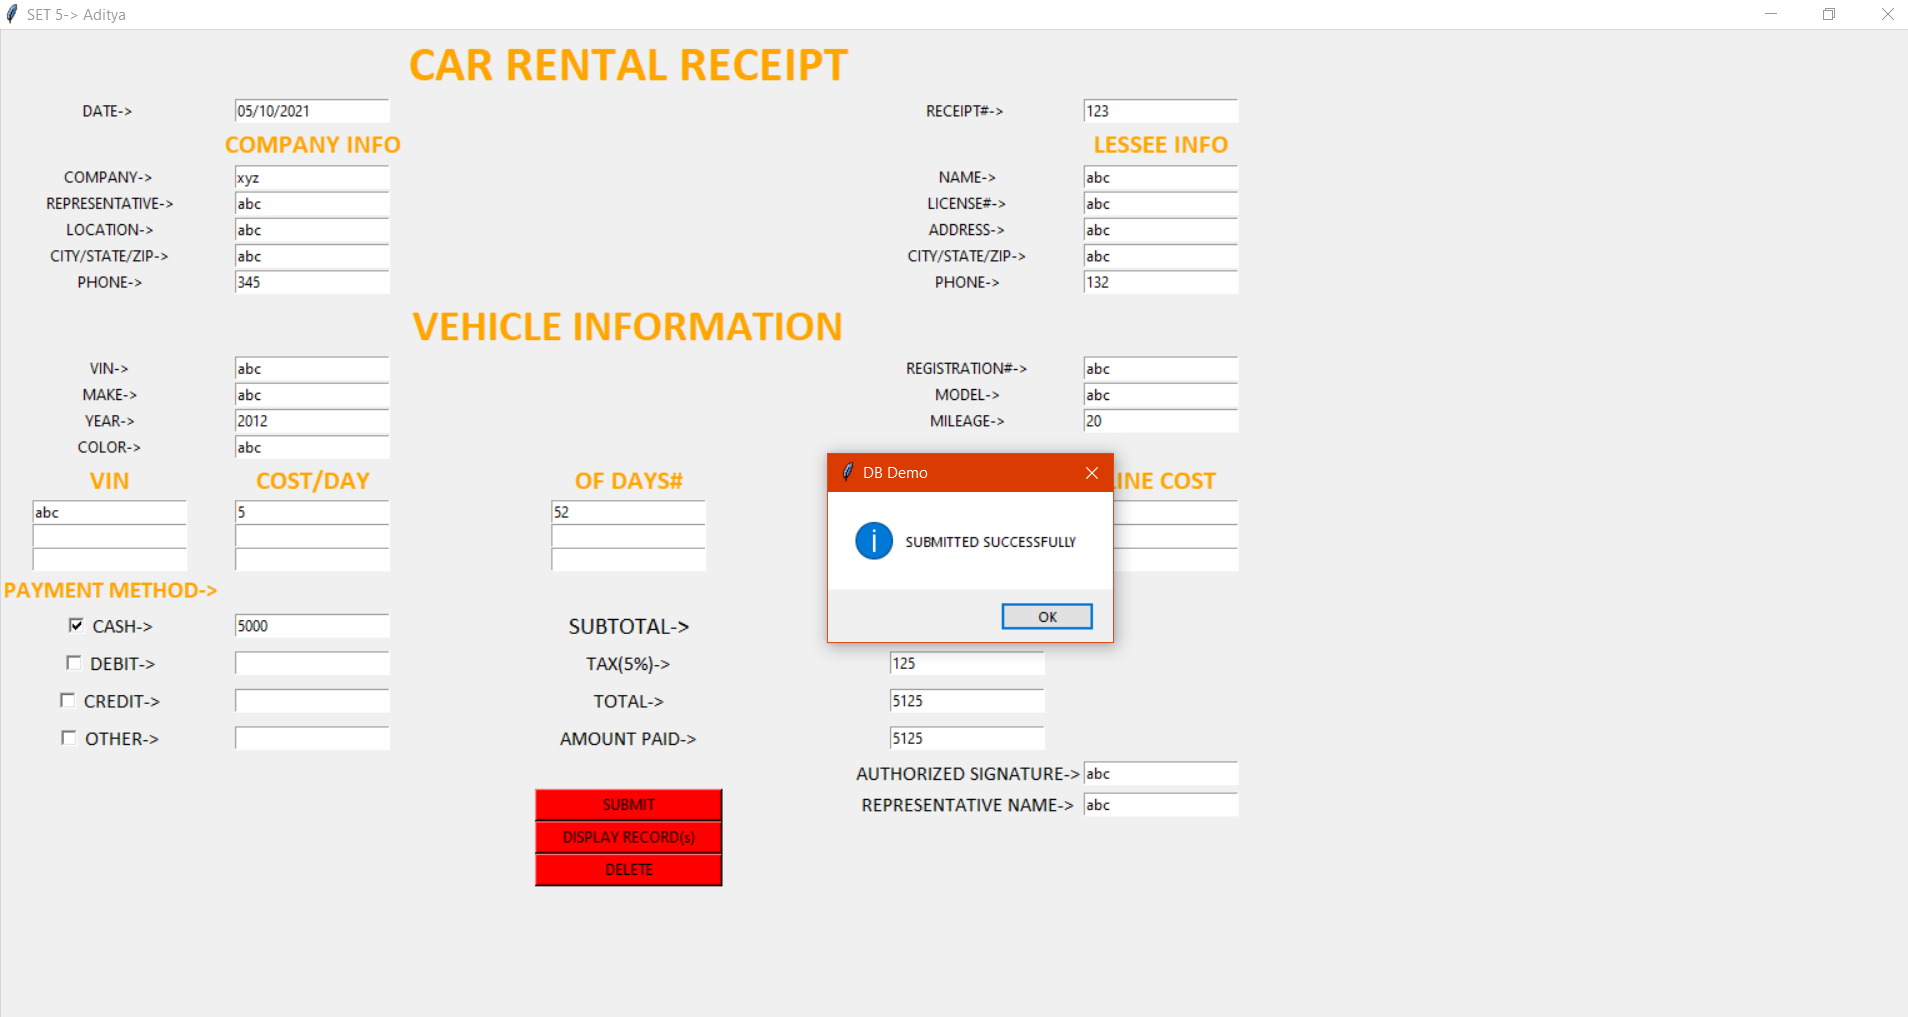 SET 5-> Aditya
CAR RENTAL RECEIPT
DATE-> 05/10/2021 RECEIPT#-> 123
COMPANY INFO LESSEE INFO
COMPANY-> xyz NAME-> abc
REPRESENTATIVE-> abc LICENSE#-> abc
LOCATION-> abc ADDRESS-> abc
CITY/STATE/ZIP-> abc CITY/STATE/ZIP-> abc
PHONE-> 345 PHONE-> 132
VEHICLE INFORMATION
VIN-> abc REGISTRATION#-> abc
MAKE-> abc MODEL-> abc
YEAR-> 2012 MILEAGE-> 20
COLOR-> abc
VIN COST/DAY OF DAYS# LINE COST
abc 5 52
DB Demo
SUBMITTED SUCCESSFULLY
OK
PAYMENT METHOD->
CASH-> 5000 SUBTOTAL->
DEBIT-> TAX(5%)-> 125
CREDIT-> TOTAL-> 5125
OTHER-> AMOUNT PAID-> 5125
AUTHORIZED SIGNATURE-> abc
SUBMIT REPRESENTATIVE NAME-> abc
DISPLAY RECORD(s)
DELETE